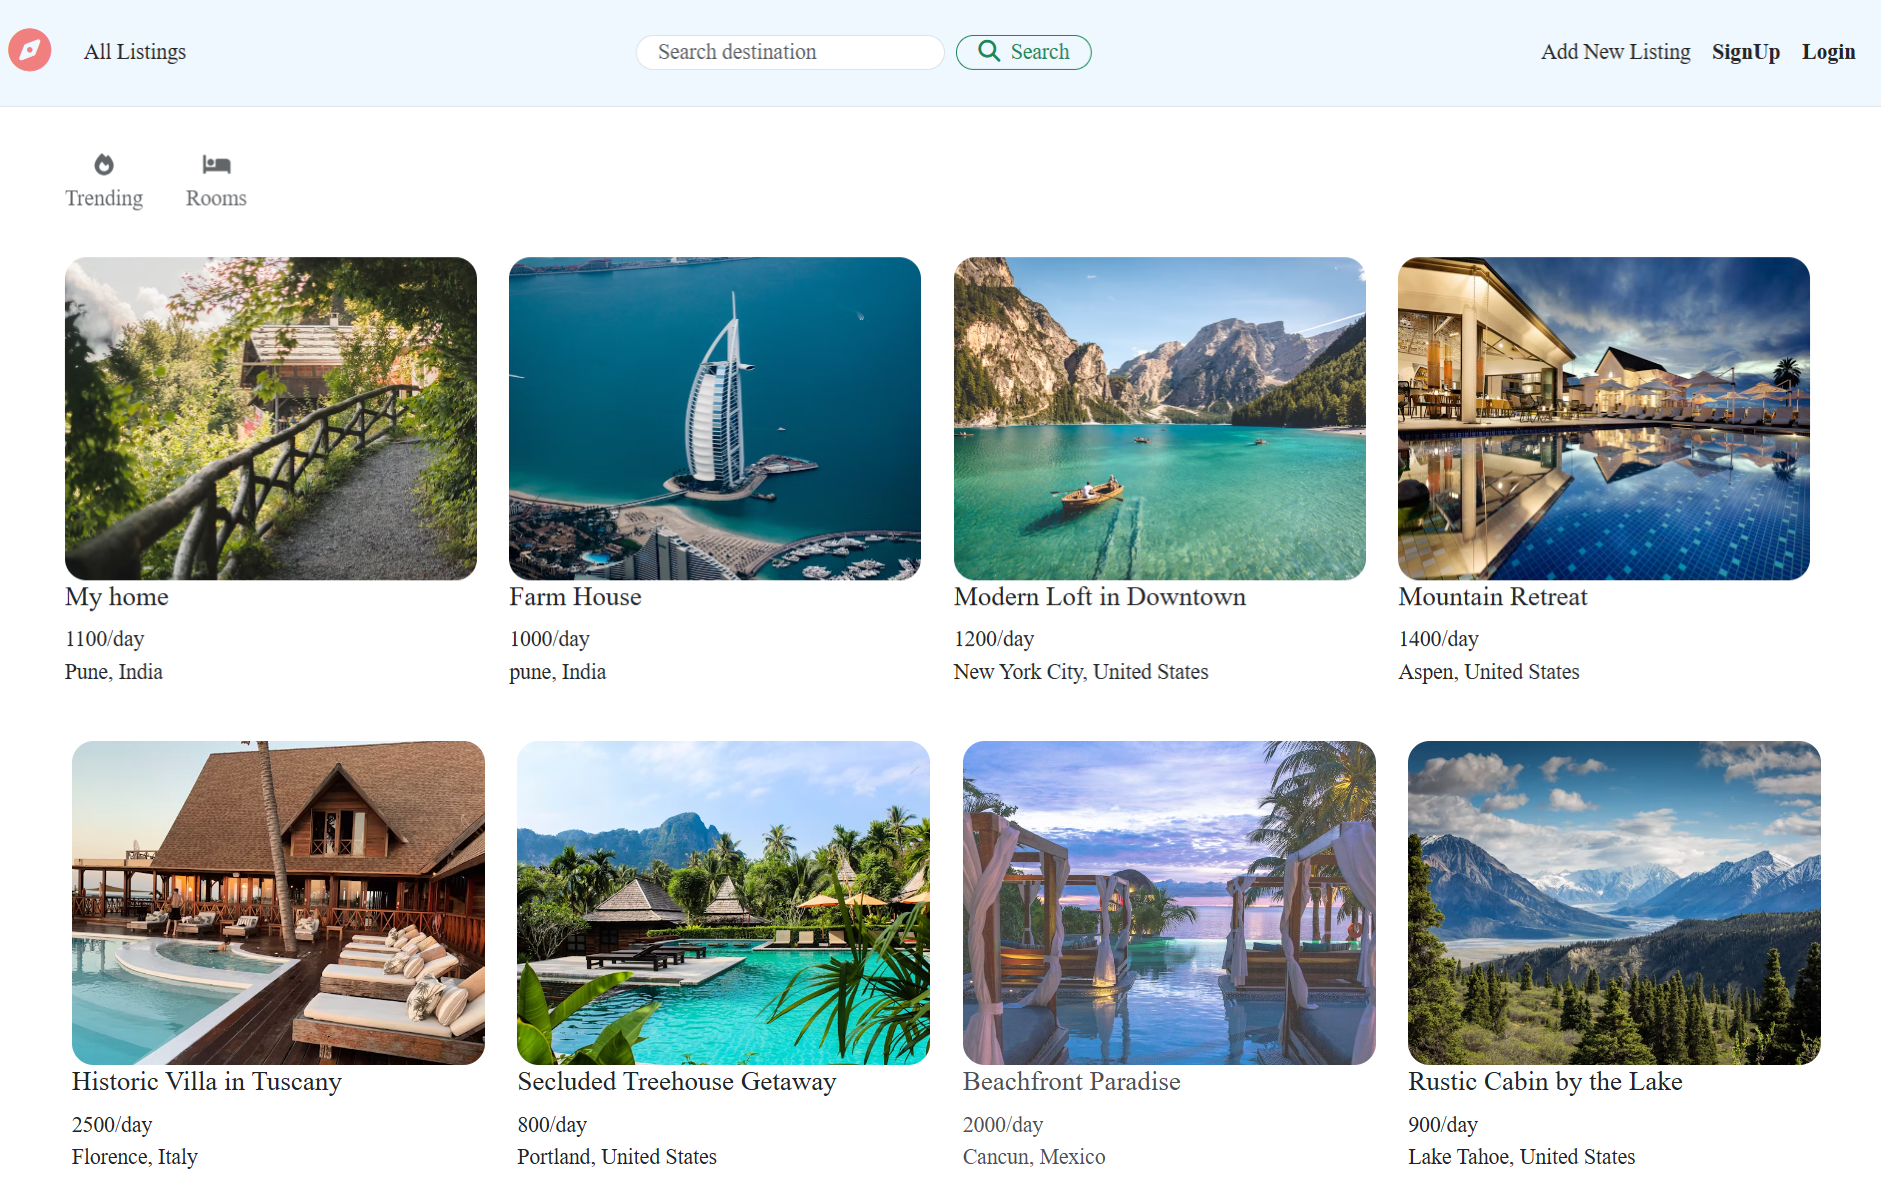 All Listings
Search destination
Search
Add New Listing
SignUp
Login
Trending
Rooms
My home
1100/day
Pune, India
Farm House
1000/day
pune, India
Modern Loft in Downtown
1200/day
New York City, United States
Mountain Retreat
1400/day
Aspen, United States
Historic Villa in Tuscany
2500/day
Florence, Italy
Secluded Treehouse Getaway
800/day
Portland, United States
Beachfront Paradise
2000/day
Cancun, Mexico
Rustic Cabin by the Lake
900/day
Lake Tahoe, United States